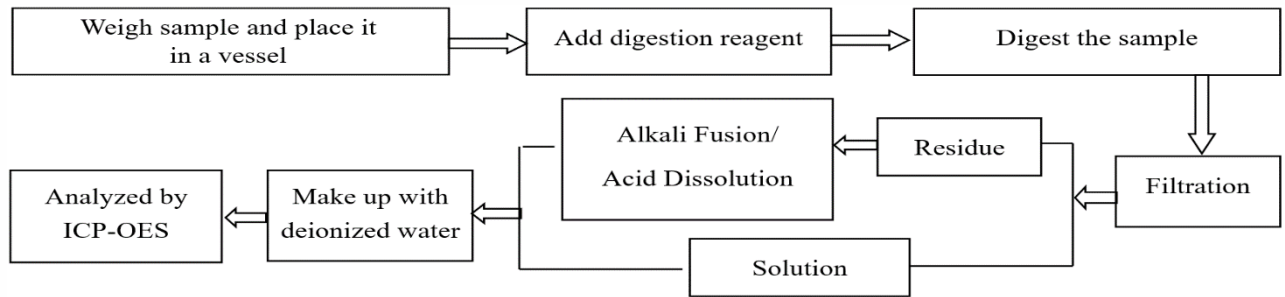 Weigh sample and place it
in a vessel
Add digestion reagent
Digest the sample
Filtration
Residue
Alkali Fusion/
Acid Dissolution
Solution
Make up with
deionized water
Analyzed by
ICP-OES